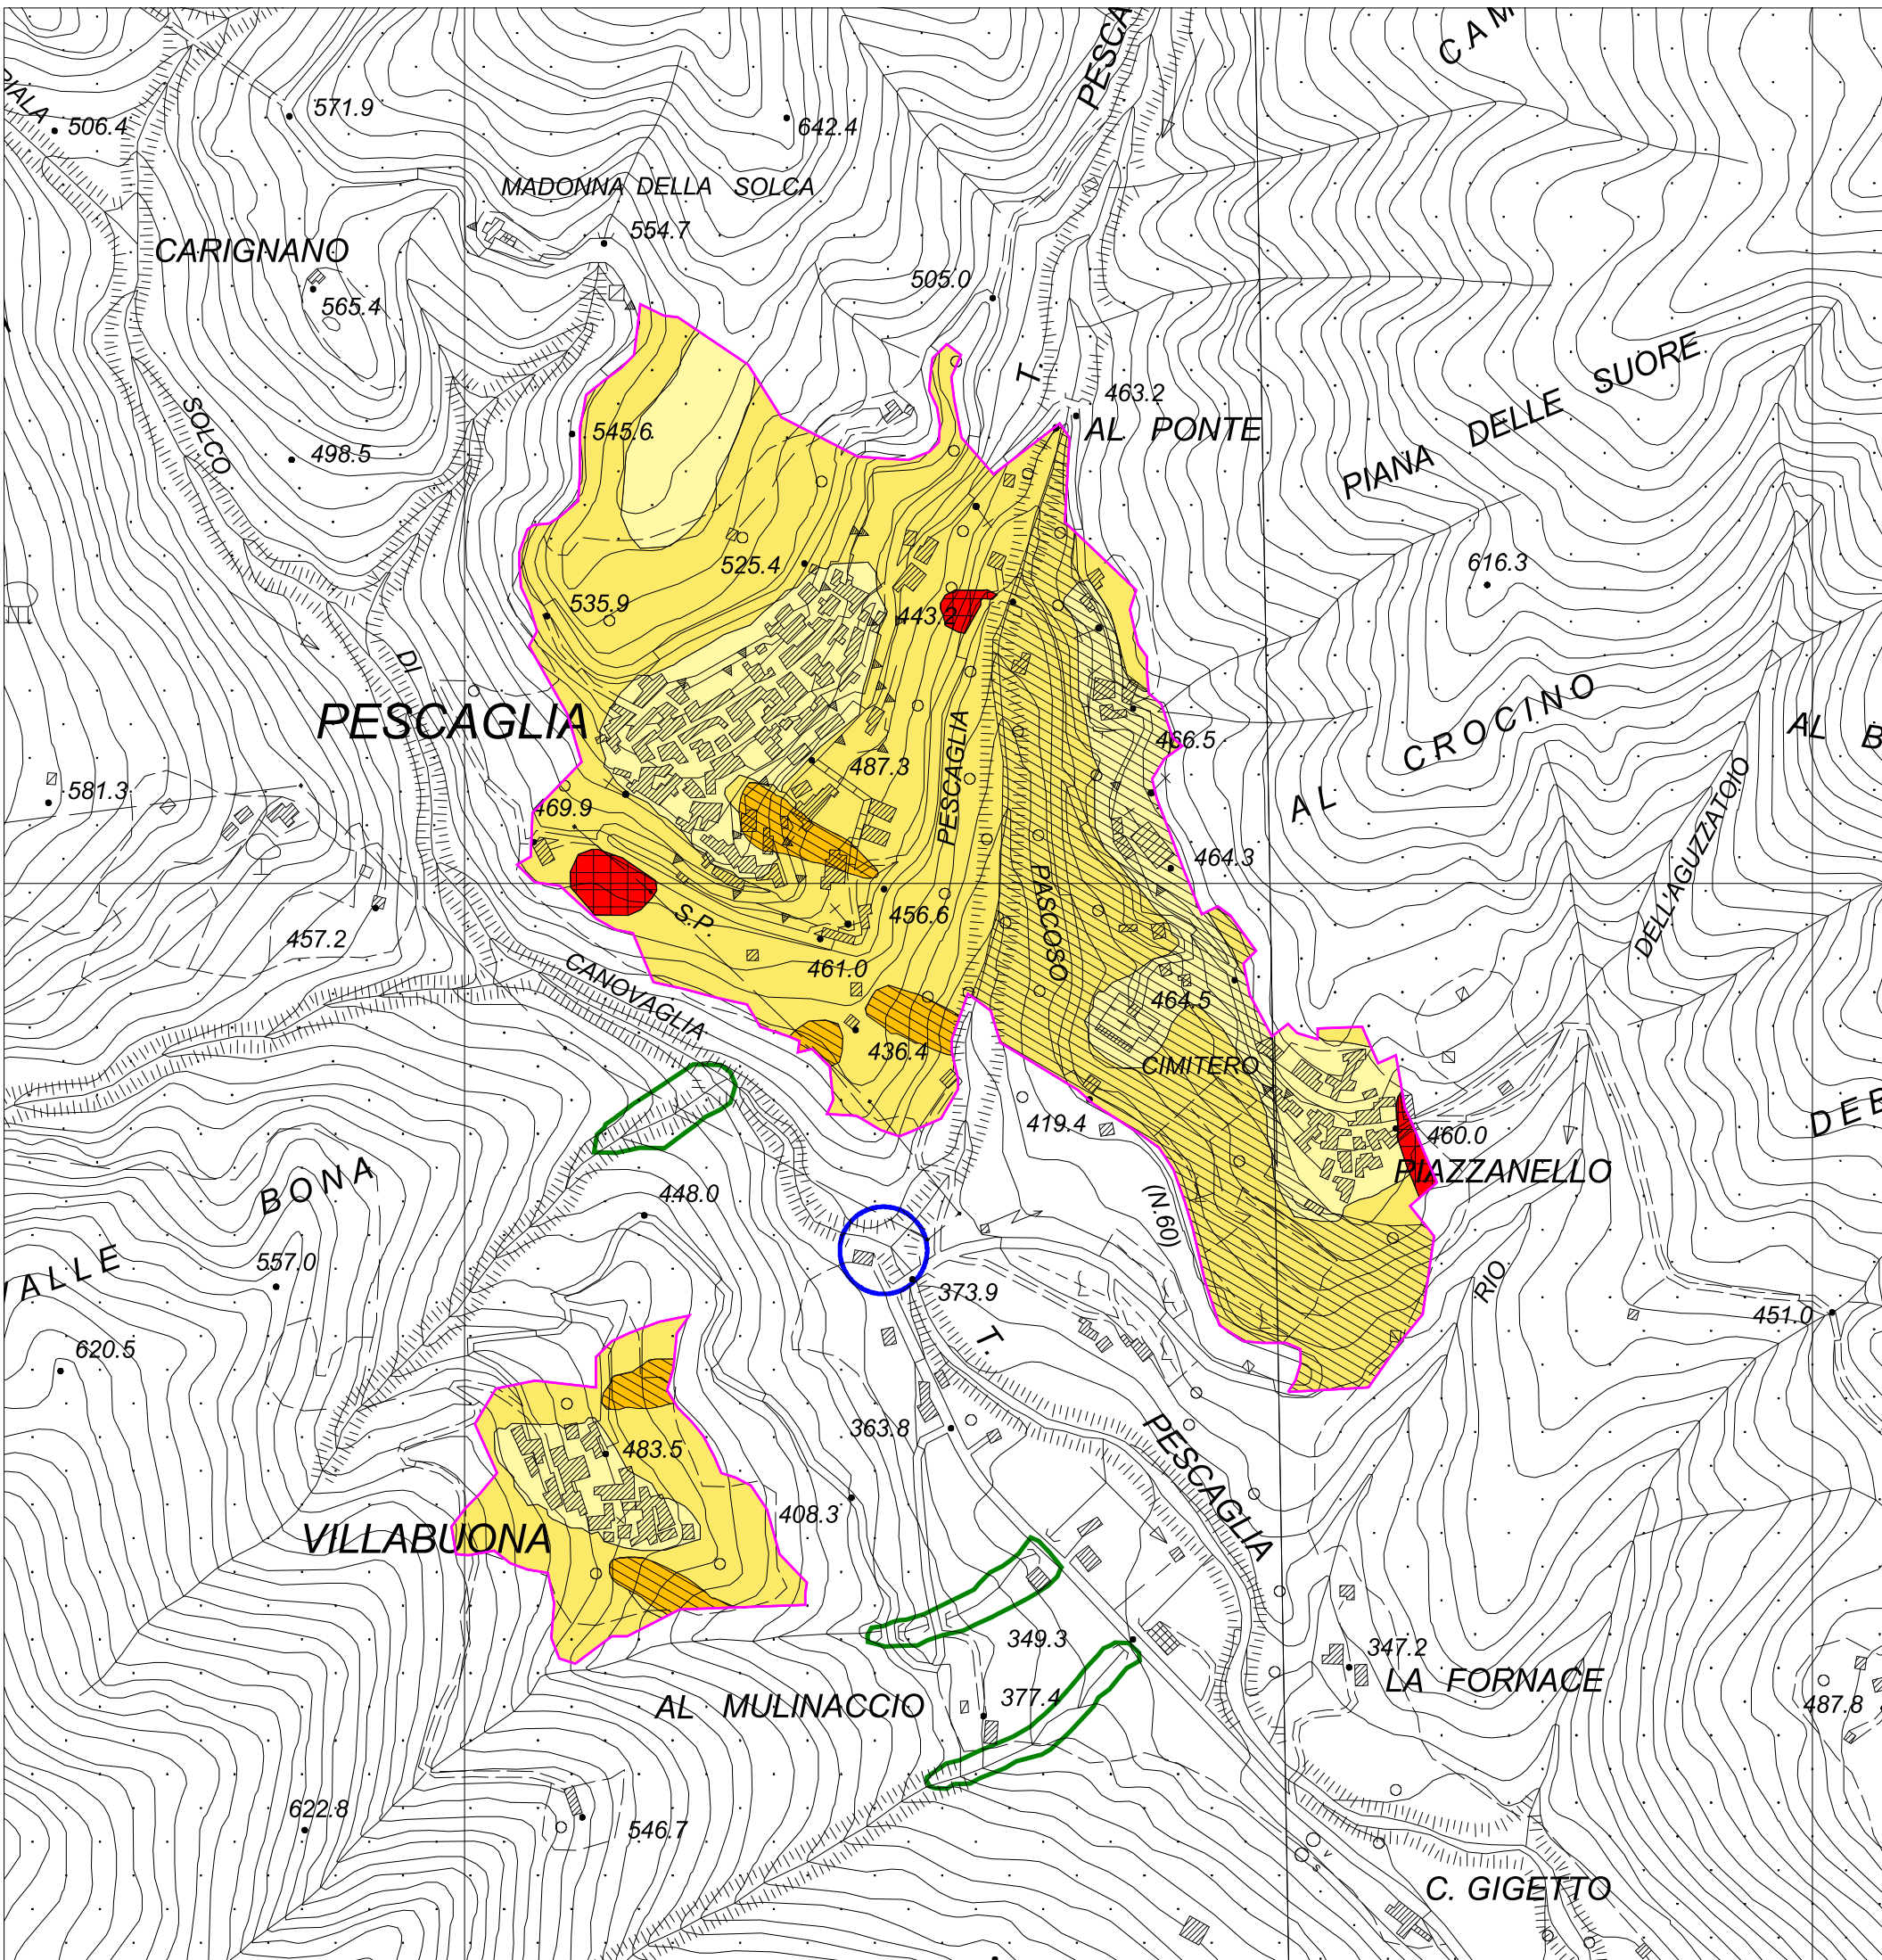 CAM
PESCA
571.9
506.4
642.4
MADONNA DELLA SOLCA
554.7
CARIGNANO
505.0
565.4
PIANA DELLE SUORE
463.2
AL PONTE
SOLCO
545.6
498.5
T.
616.3
525.4
535.9
443.2
DI
PESCAGLIA
AL CROCINO
AL B
466.5
487.3
PESCAGLIA
581.3
469.9
464.3
DELL'AGUZZATOIO
PASCOSO
S.P.
456.6
457.2
461.0
CANOVAGLIA
464.5
436.4
CIMITERO
419.4
460.0
PIAZZANELLO
BONA
448.0
(N.60)
557.0
VALLE
373.9
RIO
451.0
620.5
T.
363.8
483.5
PESCAGLIA
408.3
VILLABUONA
349.3
347.2
LA FORNACE
377.4
AL MULINACCIO
487.8
622.8
546.7
C. GIGETTO